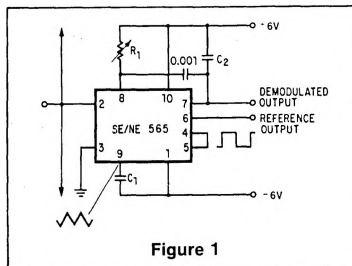 -6V
R1
0.001
C2
8
10
7
DEMODULATED
OUTPUT
2
6
REFERENCE
OUTPUT
SE/NE 565
4
3
5
9
1
C1
-6V
Figure 1